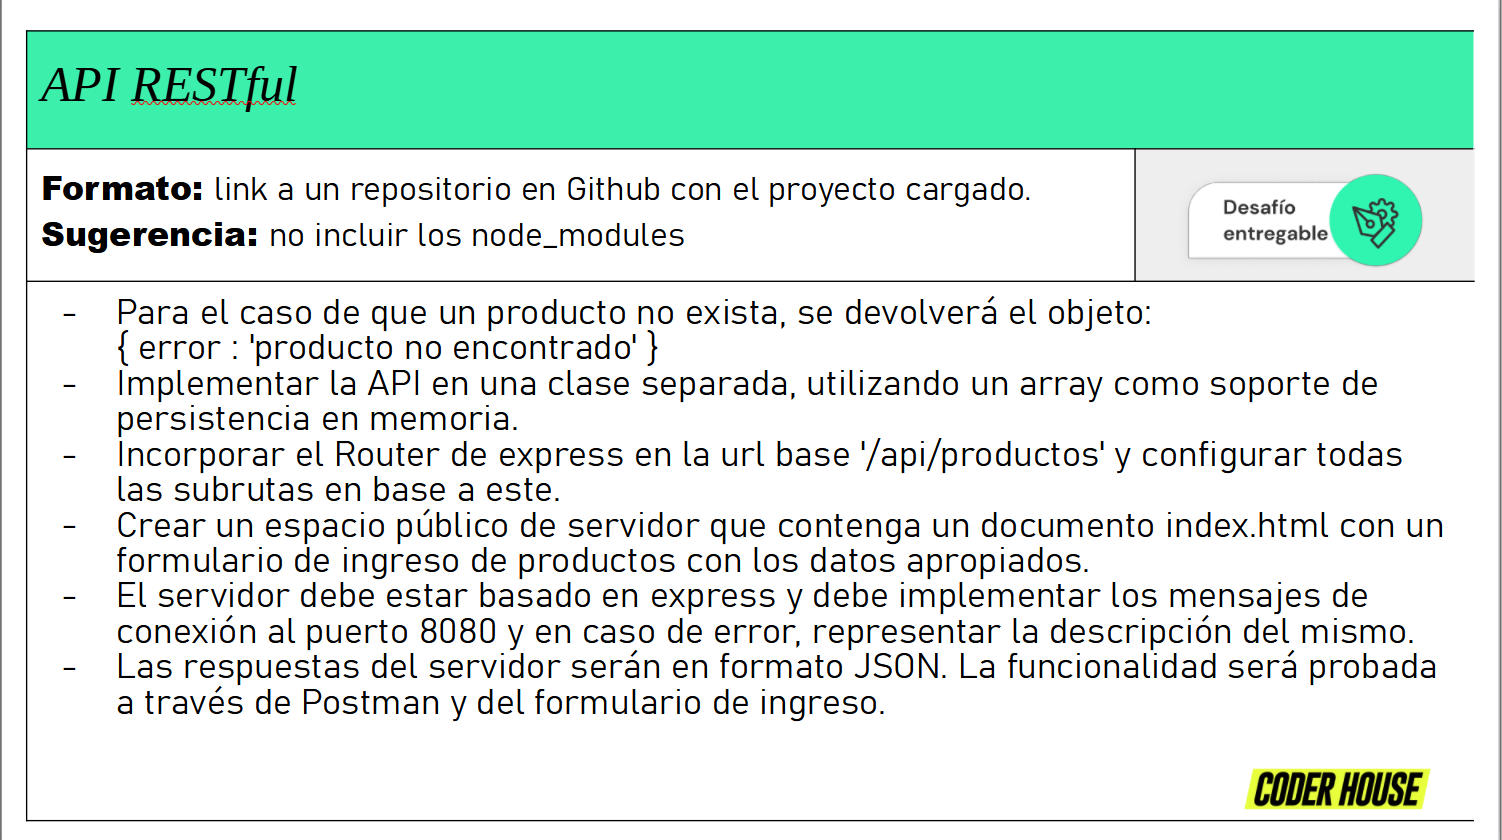 API RESTful
Formato: link a un repositorio en Github con el proyecto cargado.
Sugerencia: no incluir los node_modules
Desafío
entregable
- Para el caso de que un producto no exista, se devolverá el objeto:
{ error : 'producto no encontrado' }
- Implementar la API en una clase separada, utilizando un array como soporte de
persistencia en memoria.
- Incorporar el Router de express en la url base '/api/productos' y configurar todas
las subrutas en base a este.
- Crear un espacio público de servidor que contenga un documento index.html con un
formulario de ingreso de productos con los datos apropiados.
- El servidor debe estar basado en express y debe implementar los mensajes de
conexión al puerto 8080 y en caso de error, representar la descripción del mismo.
- Las respuestas del servidor serán en formato JSON. La funcionalidad será probada
a través de Postman y del formulario de ingreso.
CODER HOUSE